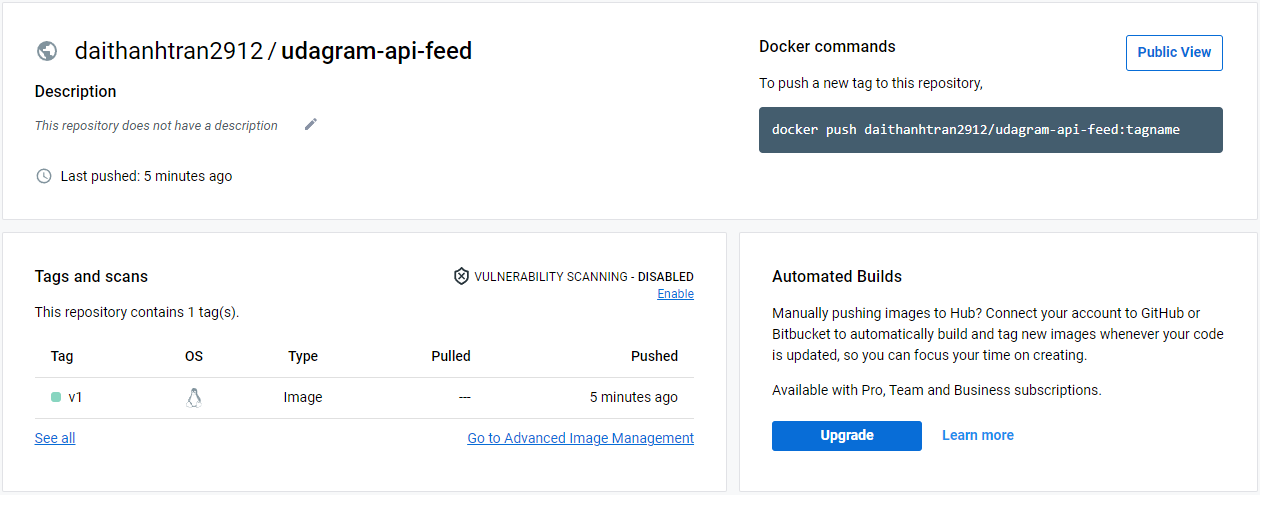 daithanhtran2912 / udagram-api-feed
Description
This repository does not have a description
Last pushed: 5 minutes ago
Docker commands
Public View
To push a new tag to this repository,
docker push daithanhtran2912/udagram-api-feed:tagname
Tags and scans
VULNERABILITY SCANNING - DISABLED
Enable
This repository contains 1 tag(s).
Tag OS Type Pulled Pushed
v1 Image --- 5 minutes ago
See all Go to Advanced Image Management
Automated Builds
Manually pushing images to Hub? Connect your account to GitHub or
Bitbucket to automatically build and tag new images whenever your code
is updated, so you can focus your time on creating.
Available with Pro, Team and Business subscriptions.
Upgrade Learn more